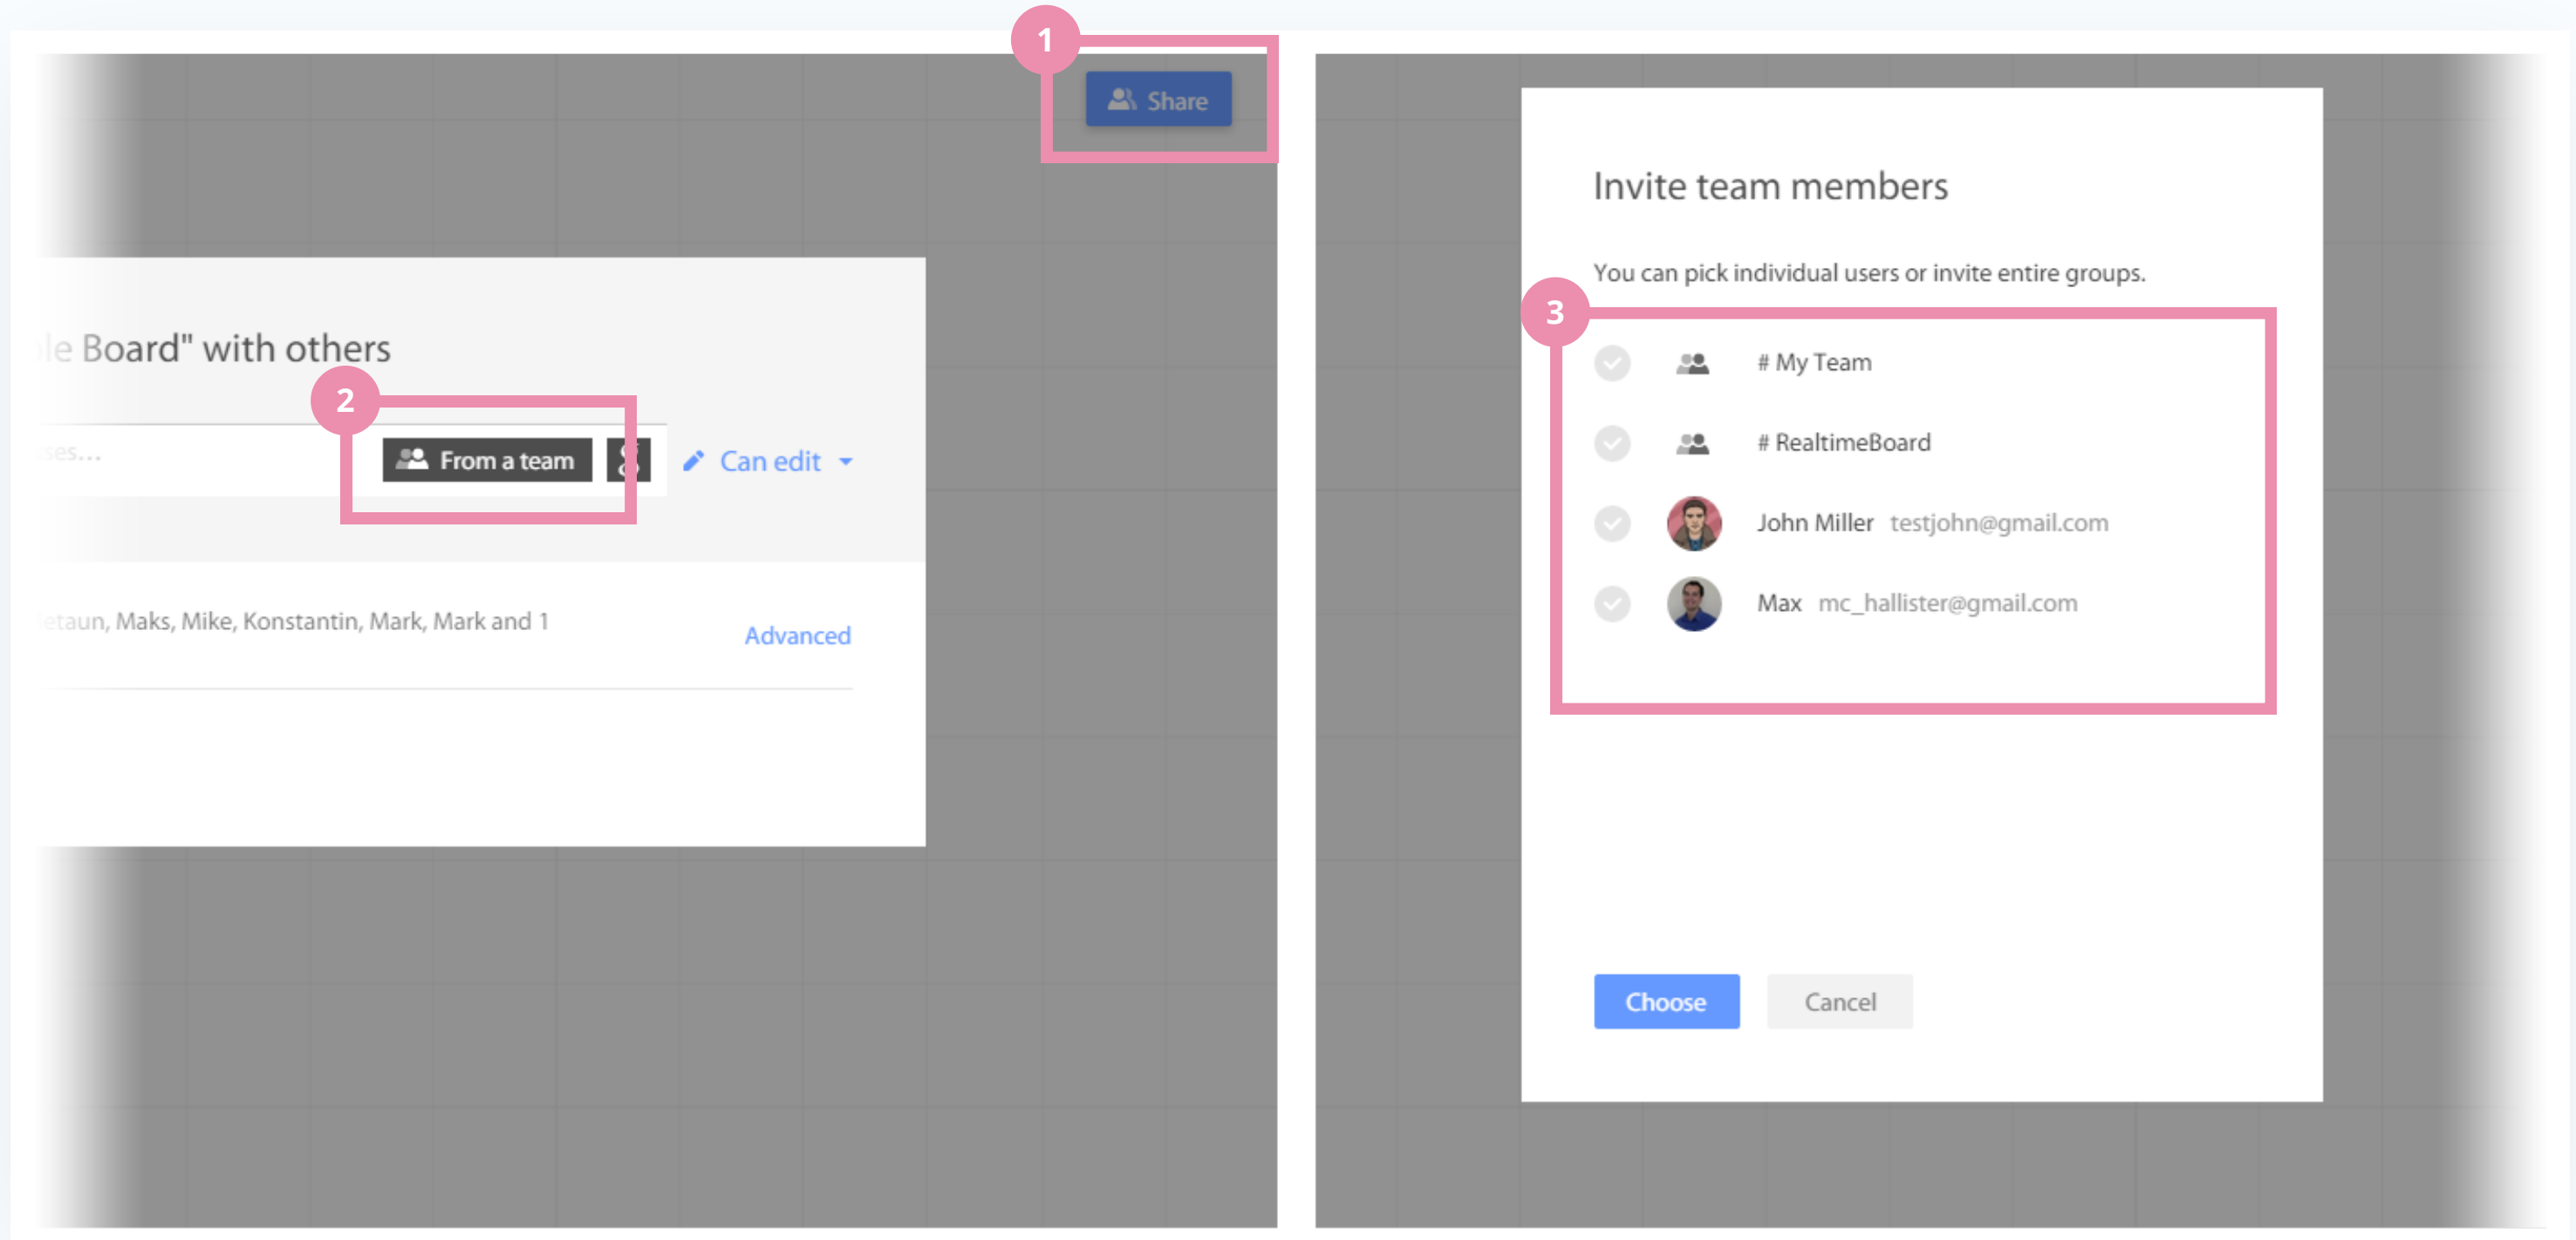 1
Share
le Board" with others
2
ses...
From a team
Can edit
etaun, Maks, Mike, Konstantin, Mark, Mark and 1
Advanced
Invite team members
You can pick individual users or invite entire groups.
3
# My Team
# RealtimeBoard
John Miller testjohn@gmail.com
Max mc_hallister@gmail.com
Choose
Cancel